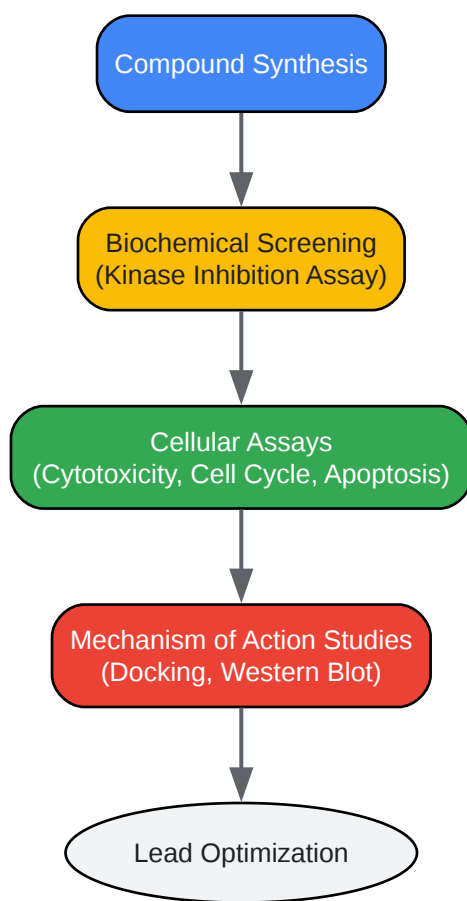 Compound Synthesis
Biochemical Screening
(Kinase Inhibition Assay)
Cellular Assays
(Cytotoxicity, Cell Cycle, Apoptosis)
Mechanism of Action Studies
(Docking, Western Blot)
Lead Optimization